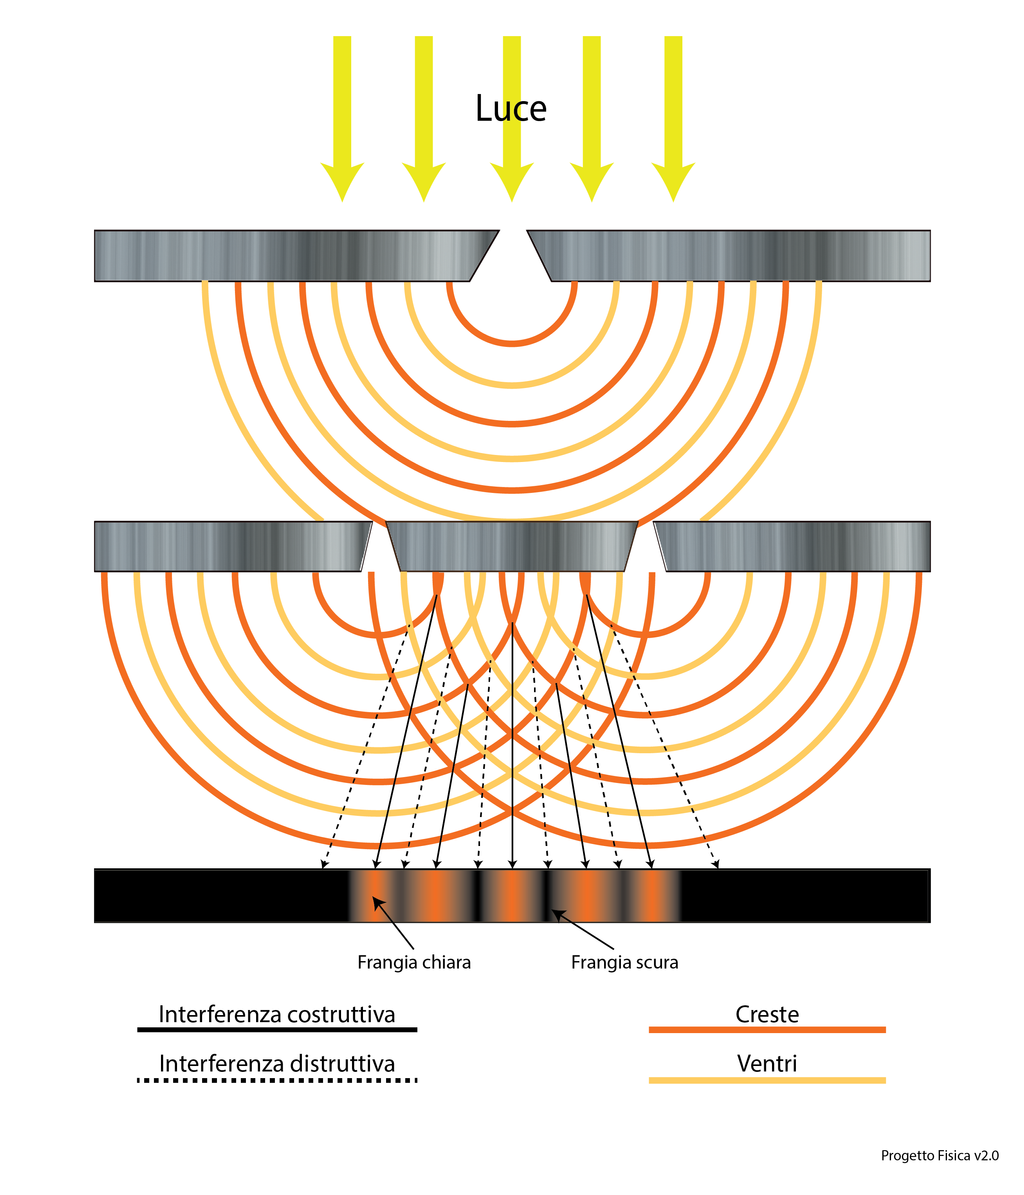 Luce
Frangia chiara
Frangia scura
Interferenza costruttiva
Creste
Interferenza distruttiva
Ventri
Progetto Fisica v2.0